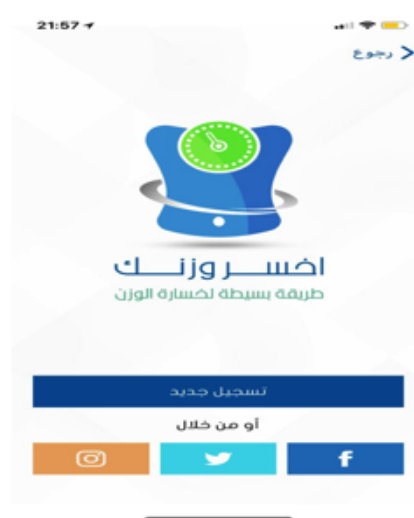 21:57
رجوع
اخسر وزنك
طريقة بسيطة لخسارة الوزن
تسجيل جديد
أو من خلال